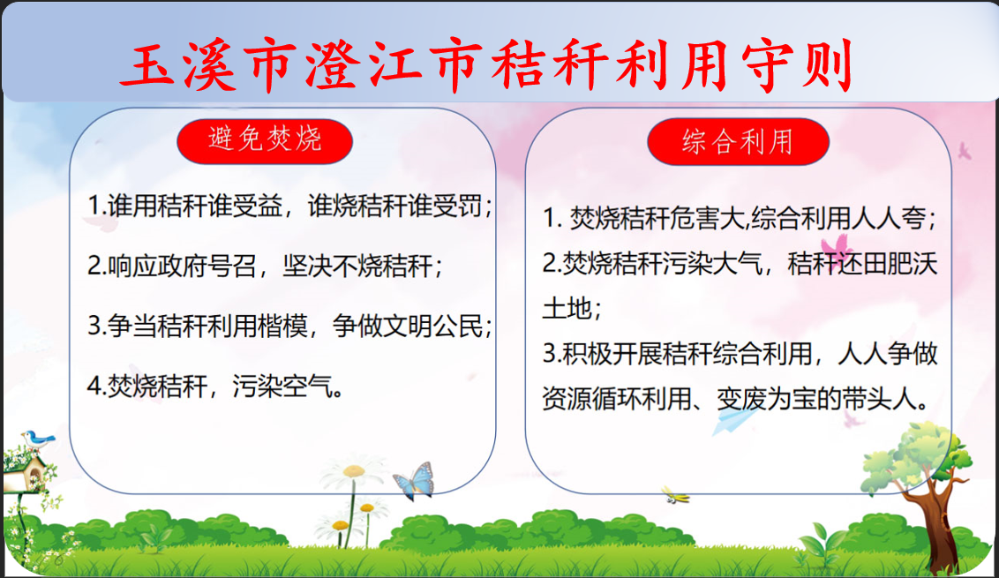 玉溪市澄江市秸秆利用守则
避免焚烧
1.谁用秸秆谁受益，谁烧秸秆谁受罚；
2.响应政府号召，坚决不烧秸秆；
3.争当秸秆利用楷模，争做文明公民；
4.焚烧秸秆，污染空气。
综合利用
1. 焚烧秸秆危害大,综合利用人人夸；
2.焚烧秸秆污染大气，秸秆还田肥沃
土地；
3.积极开展秸秆综合利用，人人争做
资源循环利用、变废为宝的带头人。